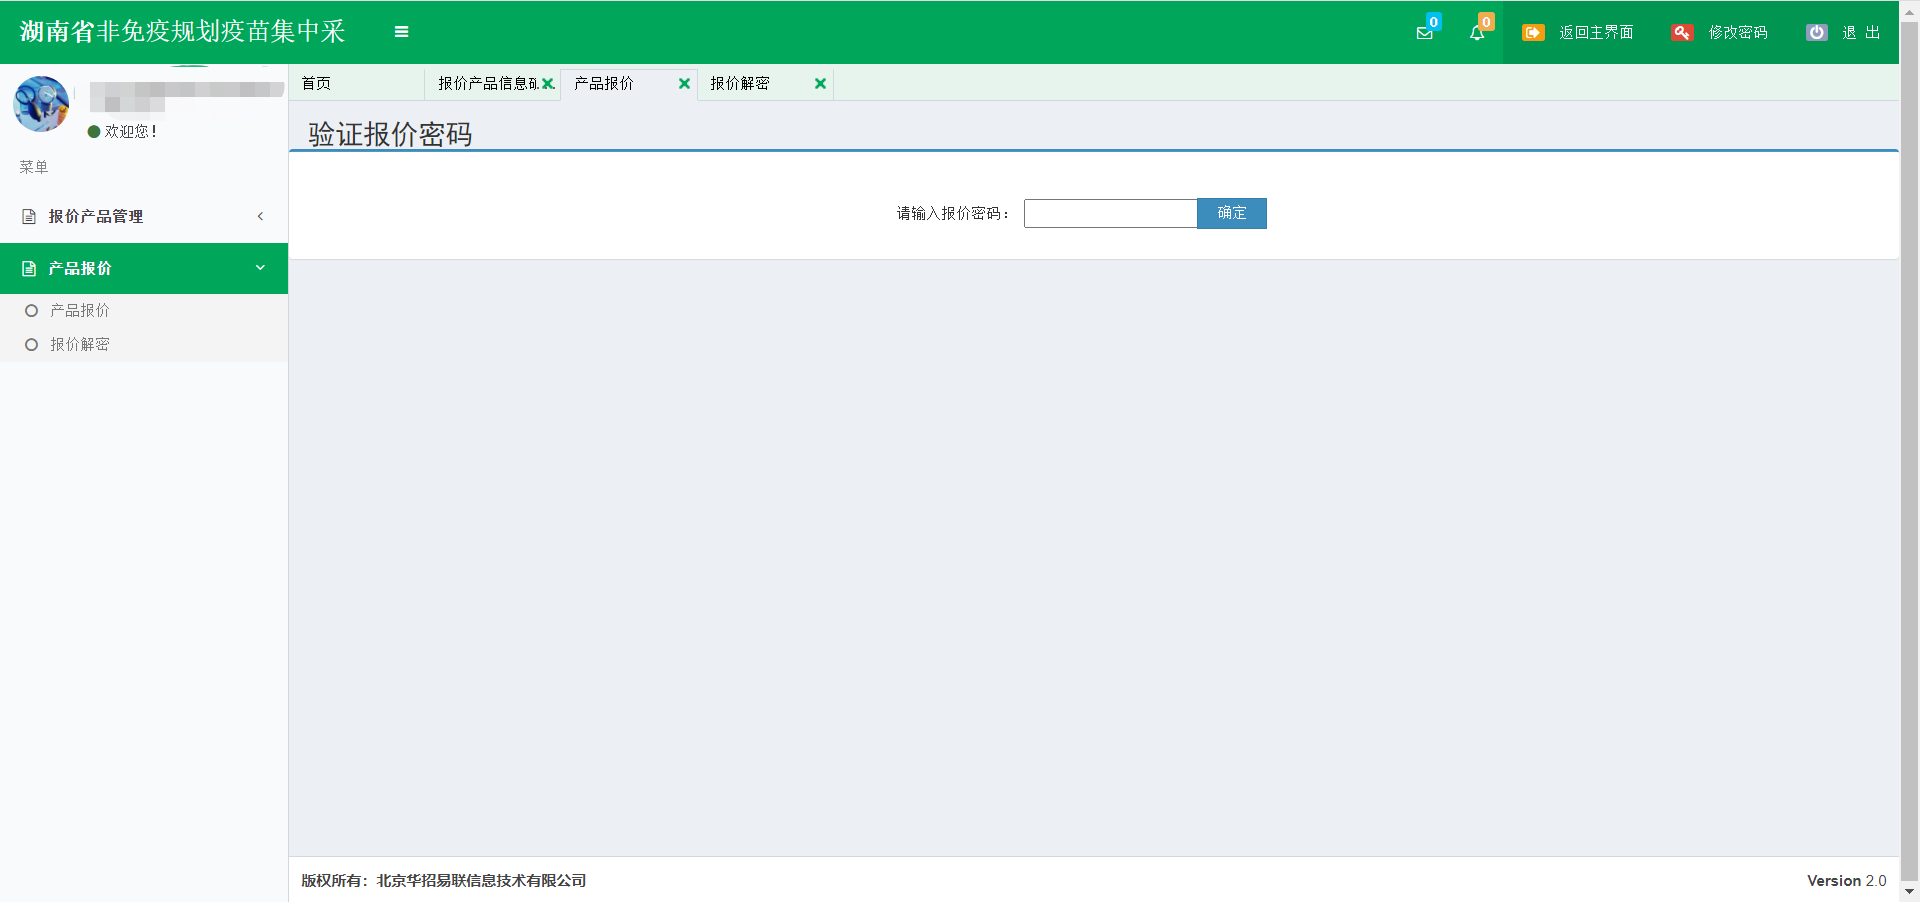 湖南省非免疫规划疫苗集中采
0
0
返回主界面
修改密码
退 出
欢迎您！
菜单
报价产品管理
产品报价
产品报价
报价解密
首页
报价产品信息
产品报价
报价解密
验证报价密码
请输入报价密码：
确定
版权所有：北京华招易联信息技术有限公司
Version 2.0